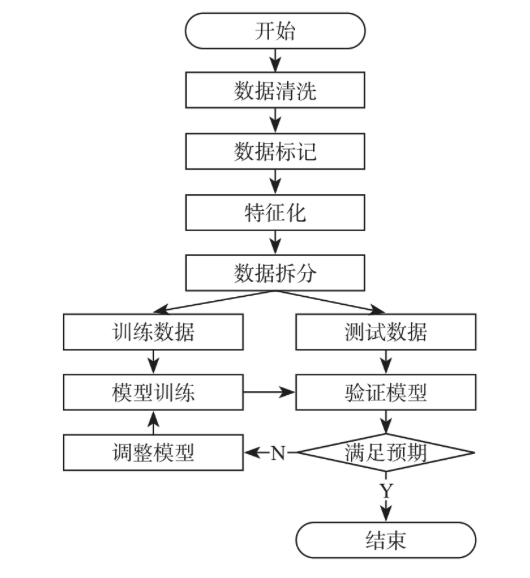 开始
数据清洗
数据标记
特征化
数据拆分
训练数据
测试数据
模型训练
验证模型
调整模型
N
满足预期
Y
结束